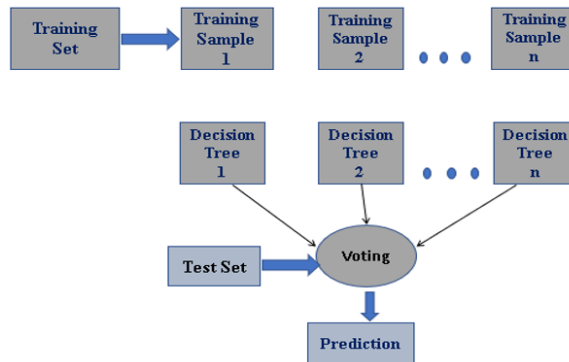 Training
Set
Training
Sample
1
Training
Sample
2
Training
Sample
n
Decision
Tree
1
Decision
Tree
2
Decision
Tree
n
Voting
Test Set
Prediction